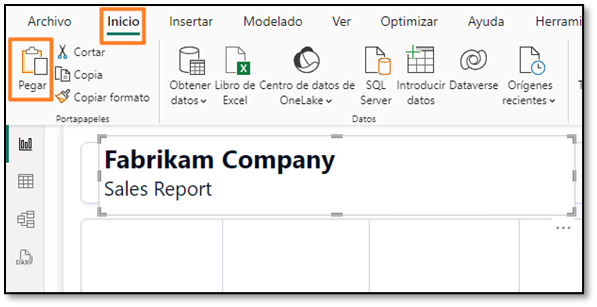 Archivo Inicio Insertar Modelado Ver Optimizar Ayuda Herrami
Pegar
Cortar
Copia
Copiar formato
Portapapeles
Obtener datos
Libro de Excel
Centro de datos de OneLake
SQL Server
Introducir datos
Dataverse
Orígenes recientes
Datos
Fabrikam Company
Sales Report
DAX